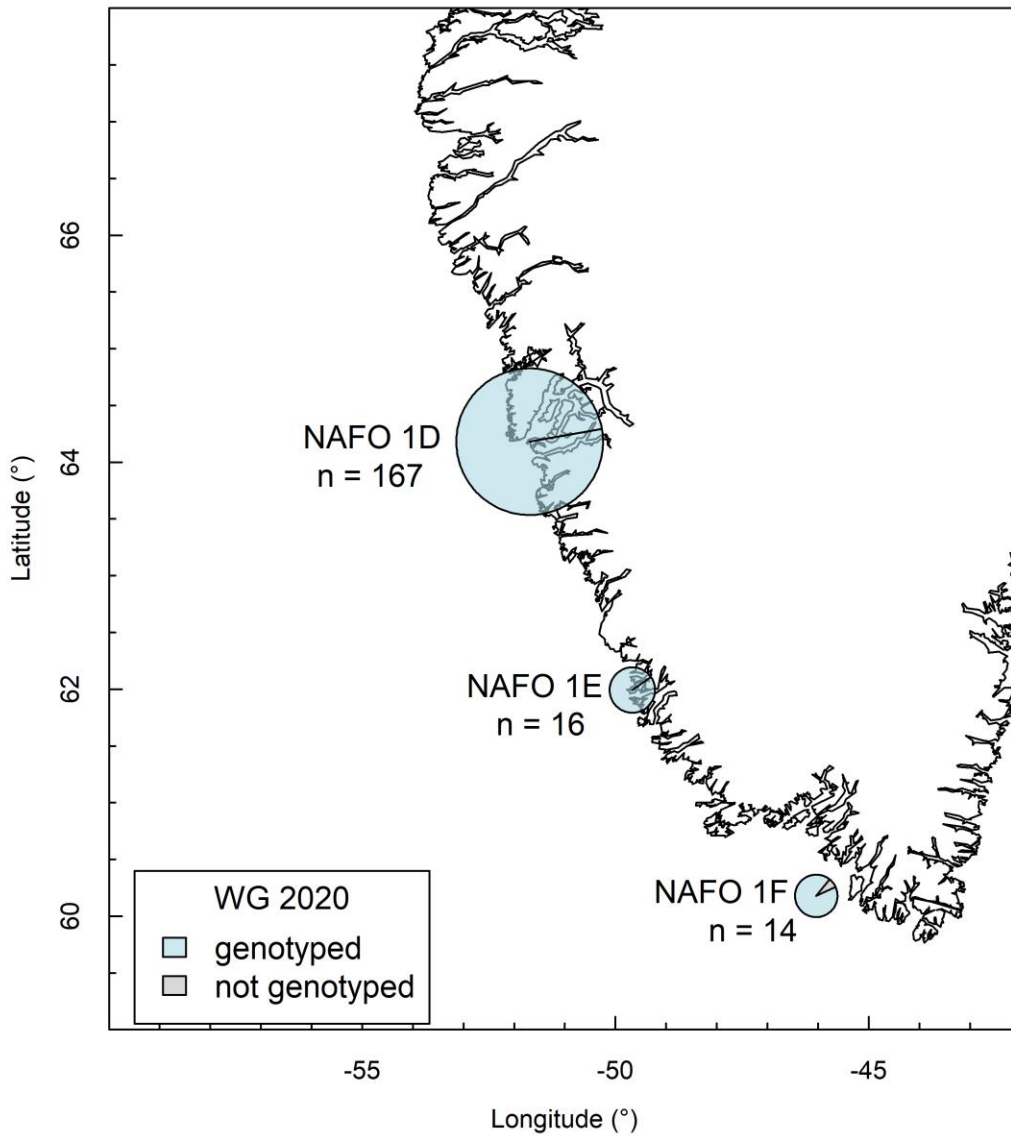 66
64
62
60
Latitude (°)
NAFO 1D
n = 167
NAFO 1E
n = 16
NAFO 1F
n = 14
WG 2020
genotyped
not genotyped
-55
-50
-45
Longitude (°)